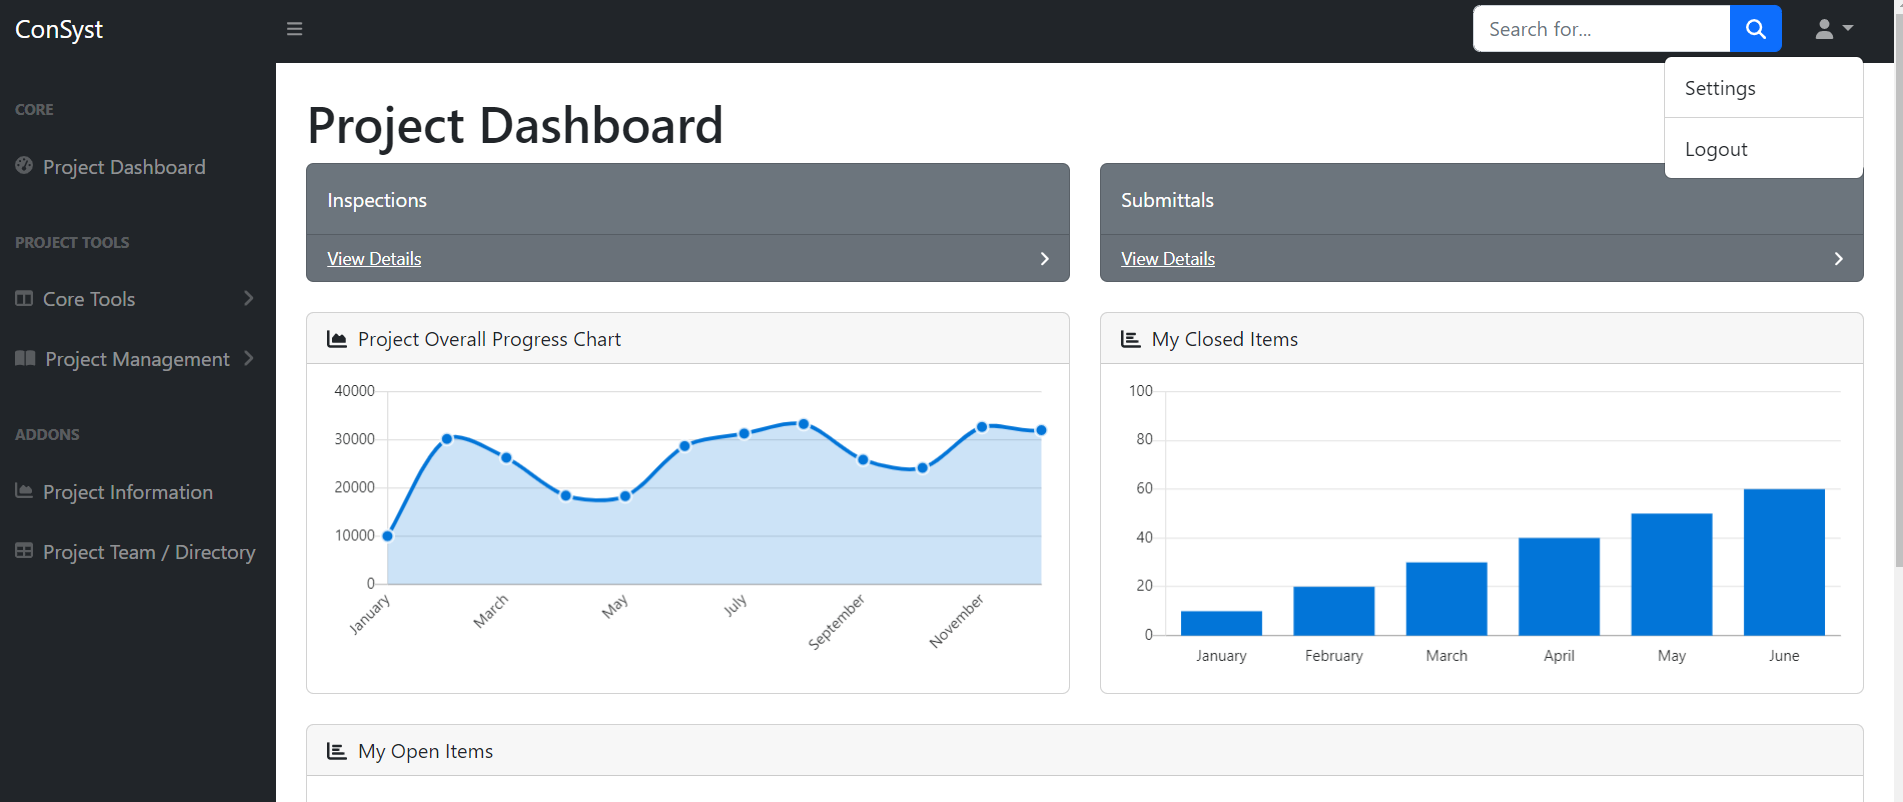 ConSyst
Search for...
Settings
Logout
CORE
Project Dashboard
PROJECT TOOLS
Core Tools
Project Management
ADDONS
Project Information
Project Team / Directory
Project Dashboard
Inspections
View Details
Submittals
View Details
Project Overall Progress Chart
40000
30000
20000
10000
0
January
March
May
July
September
November
My Closed Items
100
80
60
40
20
0
January
February
March
April
May
June
My Open Items